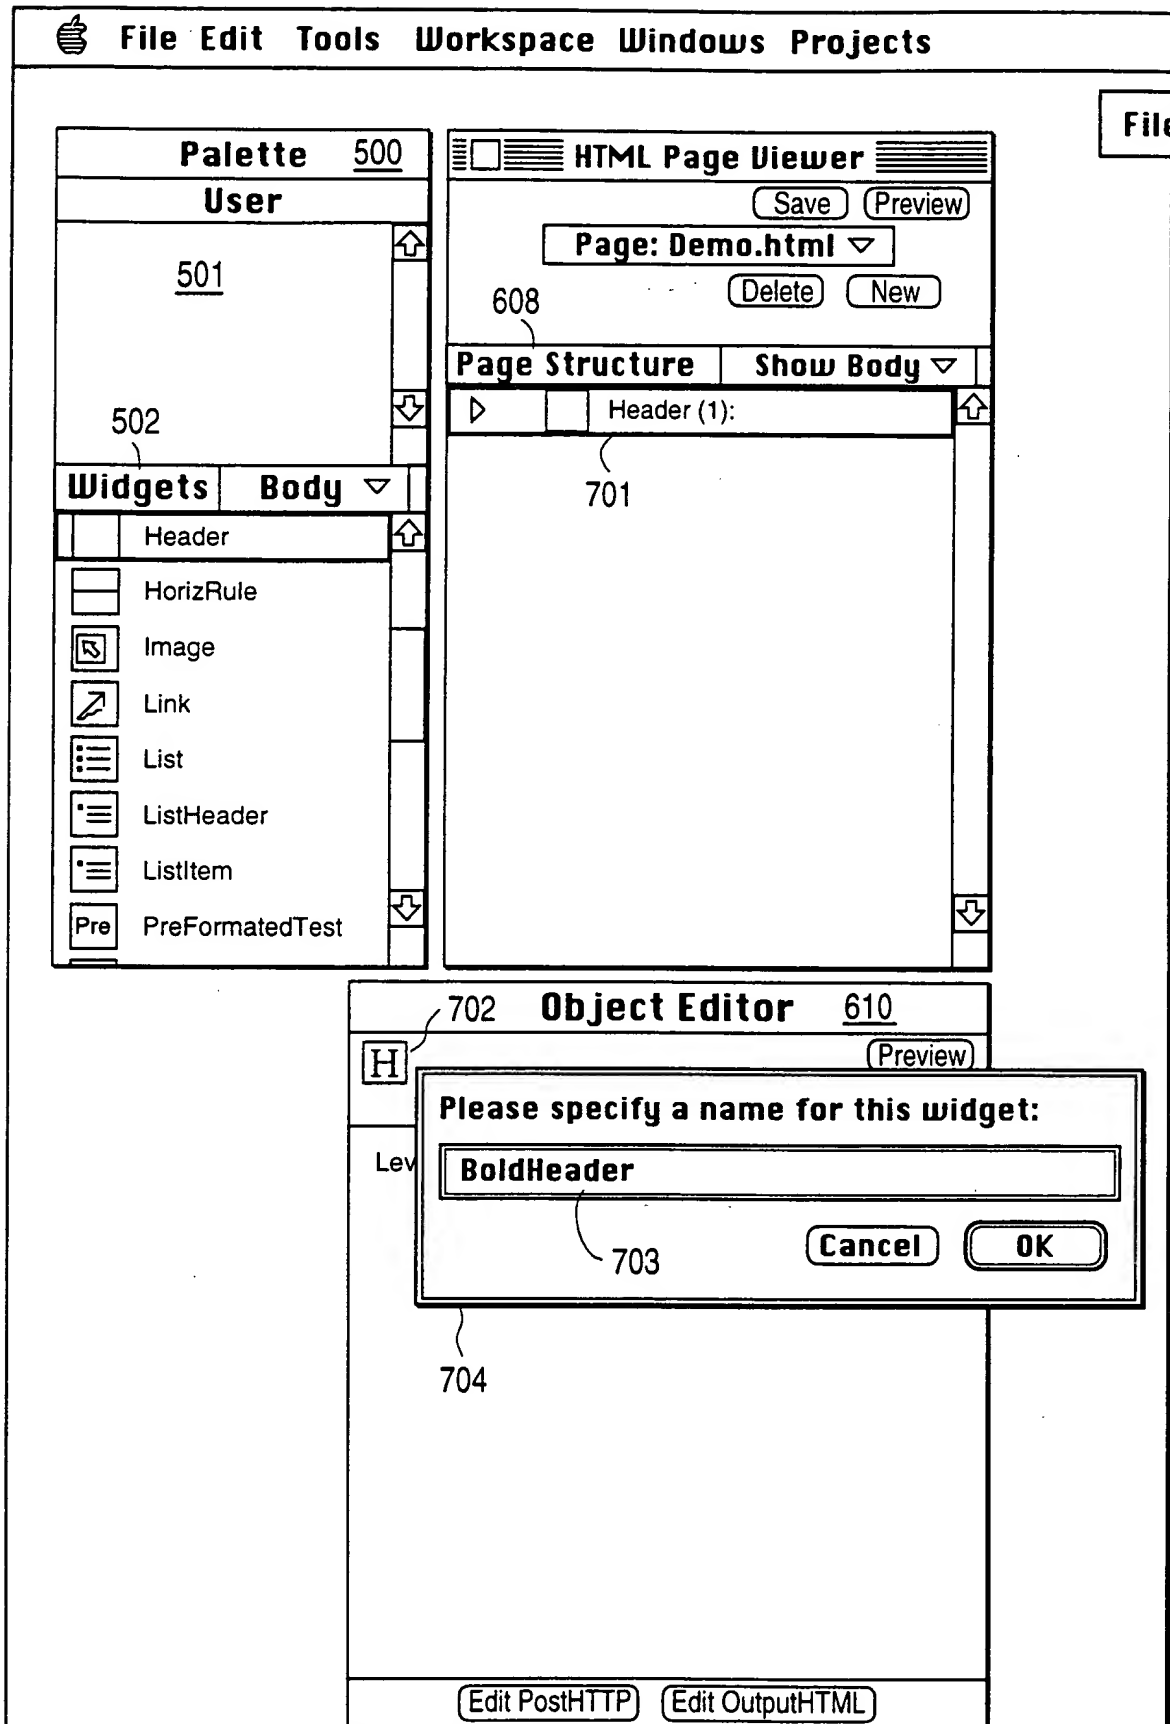 File Edit Tools Workspace Windows Projects
File
Palette 500
User
501
502
Widgets Body
Header
HorizRule
Image
Link
List
ListHeader
ListItem
Pre PreFormatedTest
HTML Page Viewer
Save Preview
Page: Demo.html
Delete New
608
Page Structure Show Body
Header (1):
701
702 Object Editor 610
H Preview
Lev
Please specify a name for this widget:
BoldHeader
703
Cancel OK
704
Edit PostHTTP Edit OutputHTML